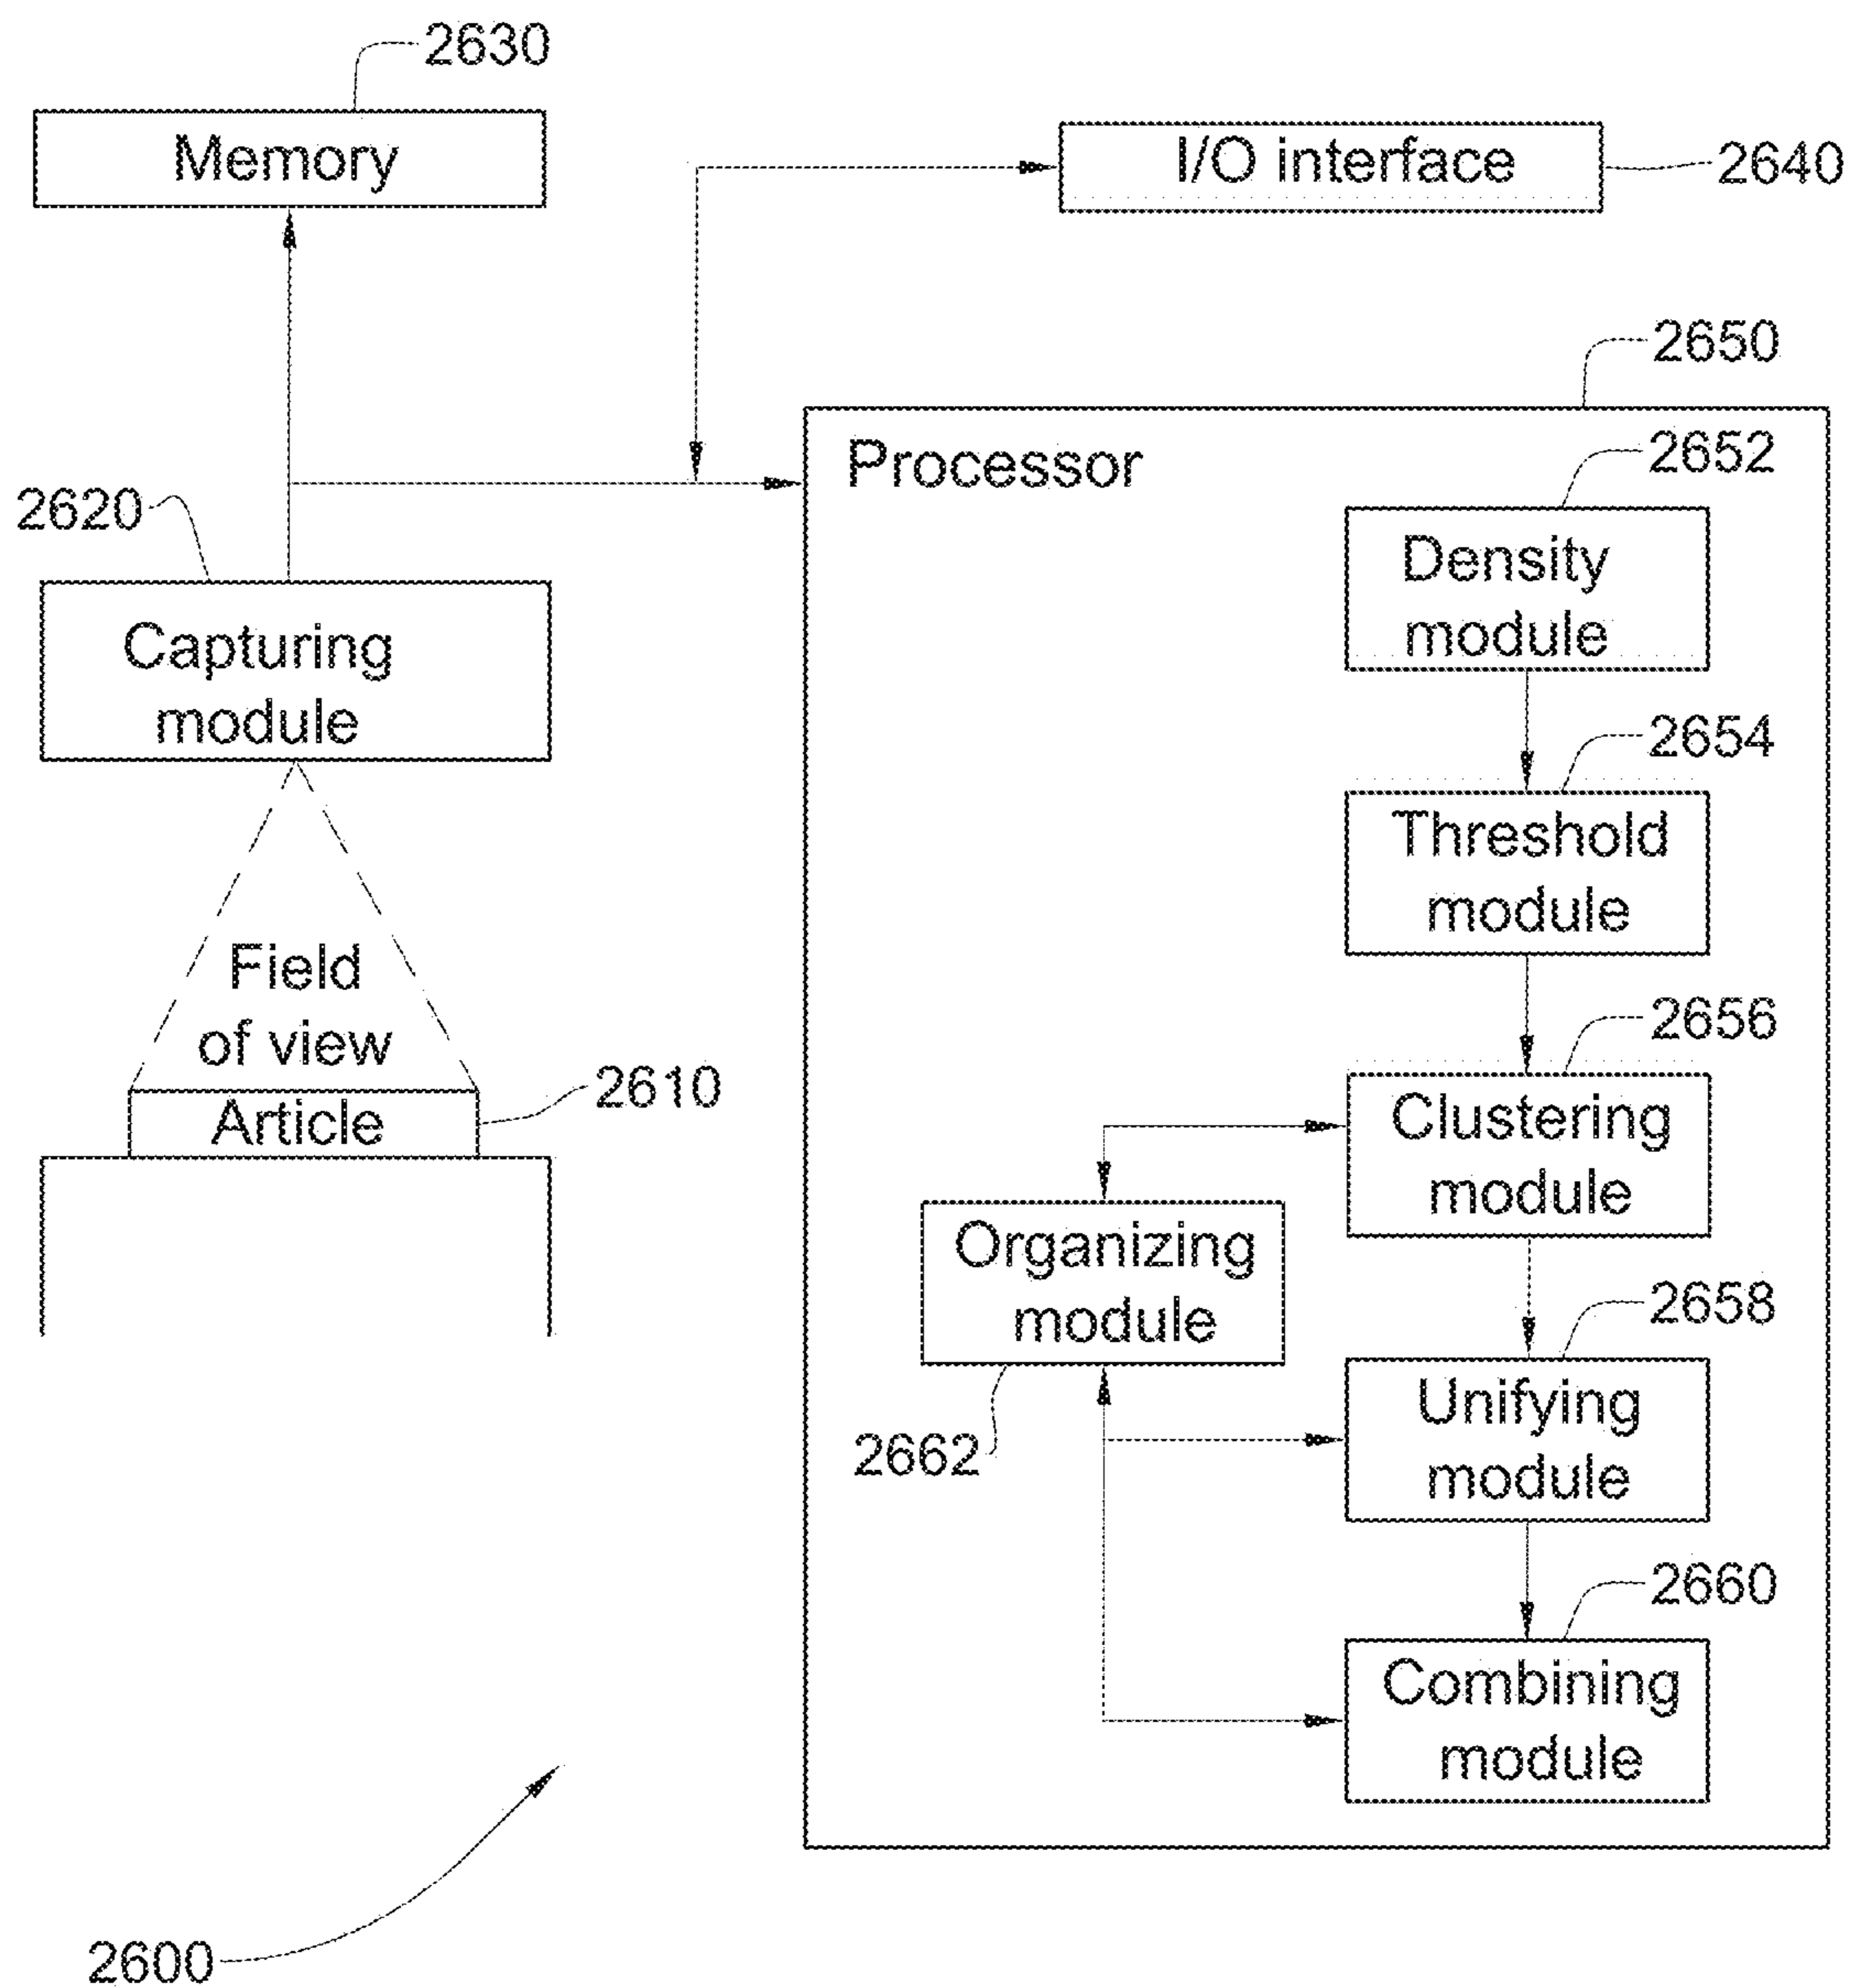 2630
Memory
I/O interface
2640
2650
Processor
2652
2620
Density
module
Capturing
module
2654
Threshold
module
Field
of view
2656
2610
Article
Clustering
module
Organizing
module
2658
Unifying
module
2662
2660
Combining
module
2600